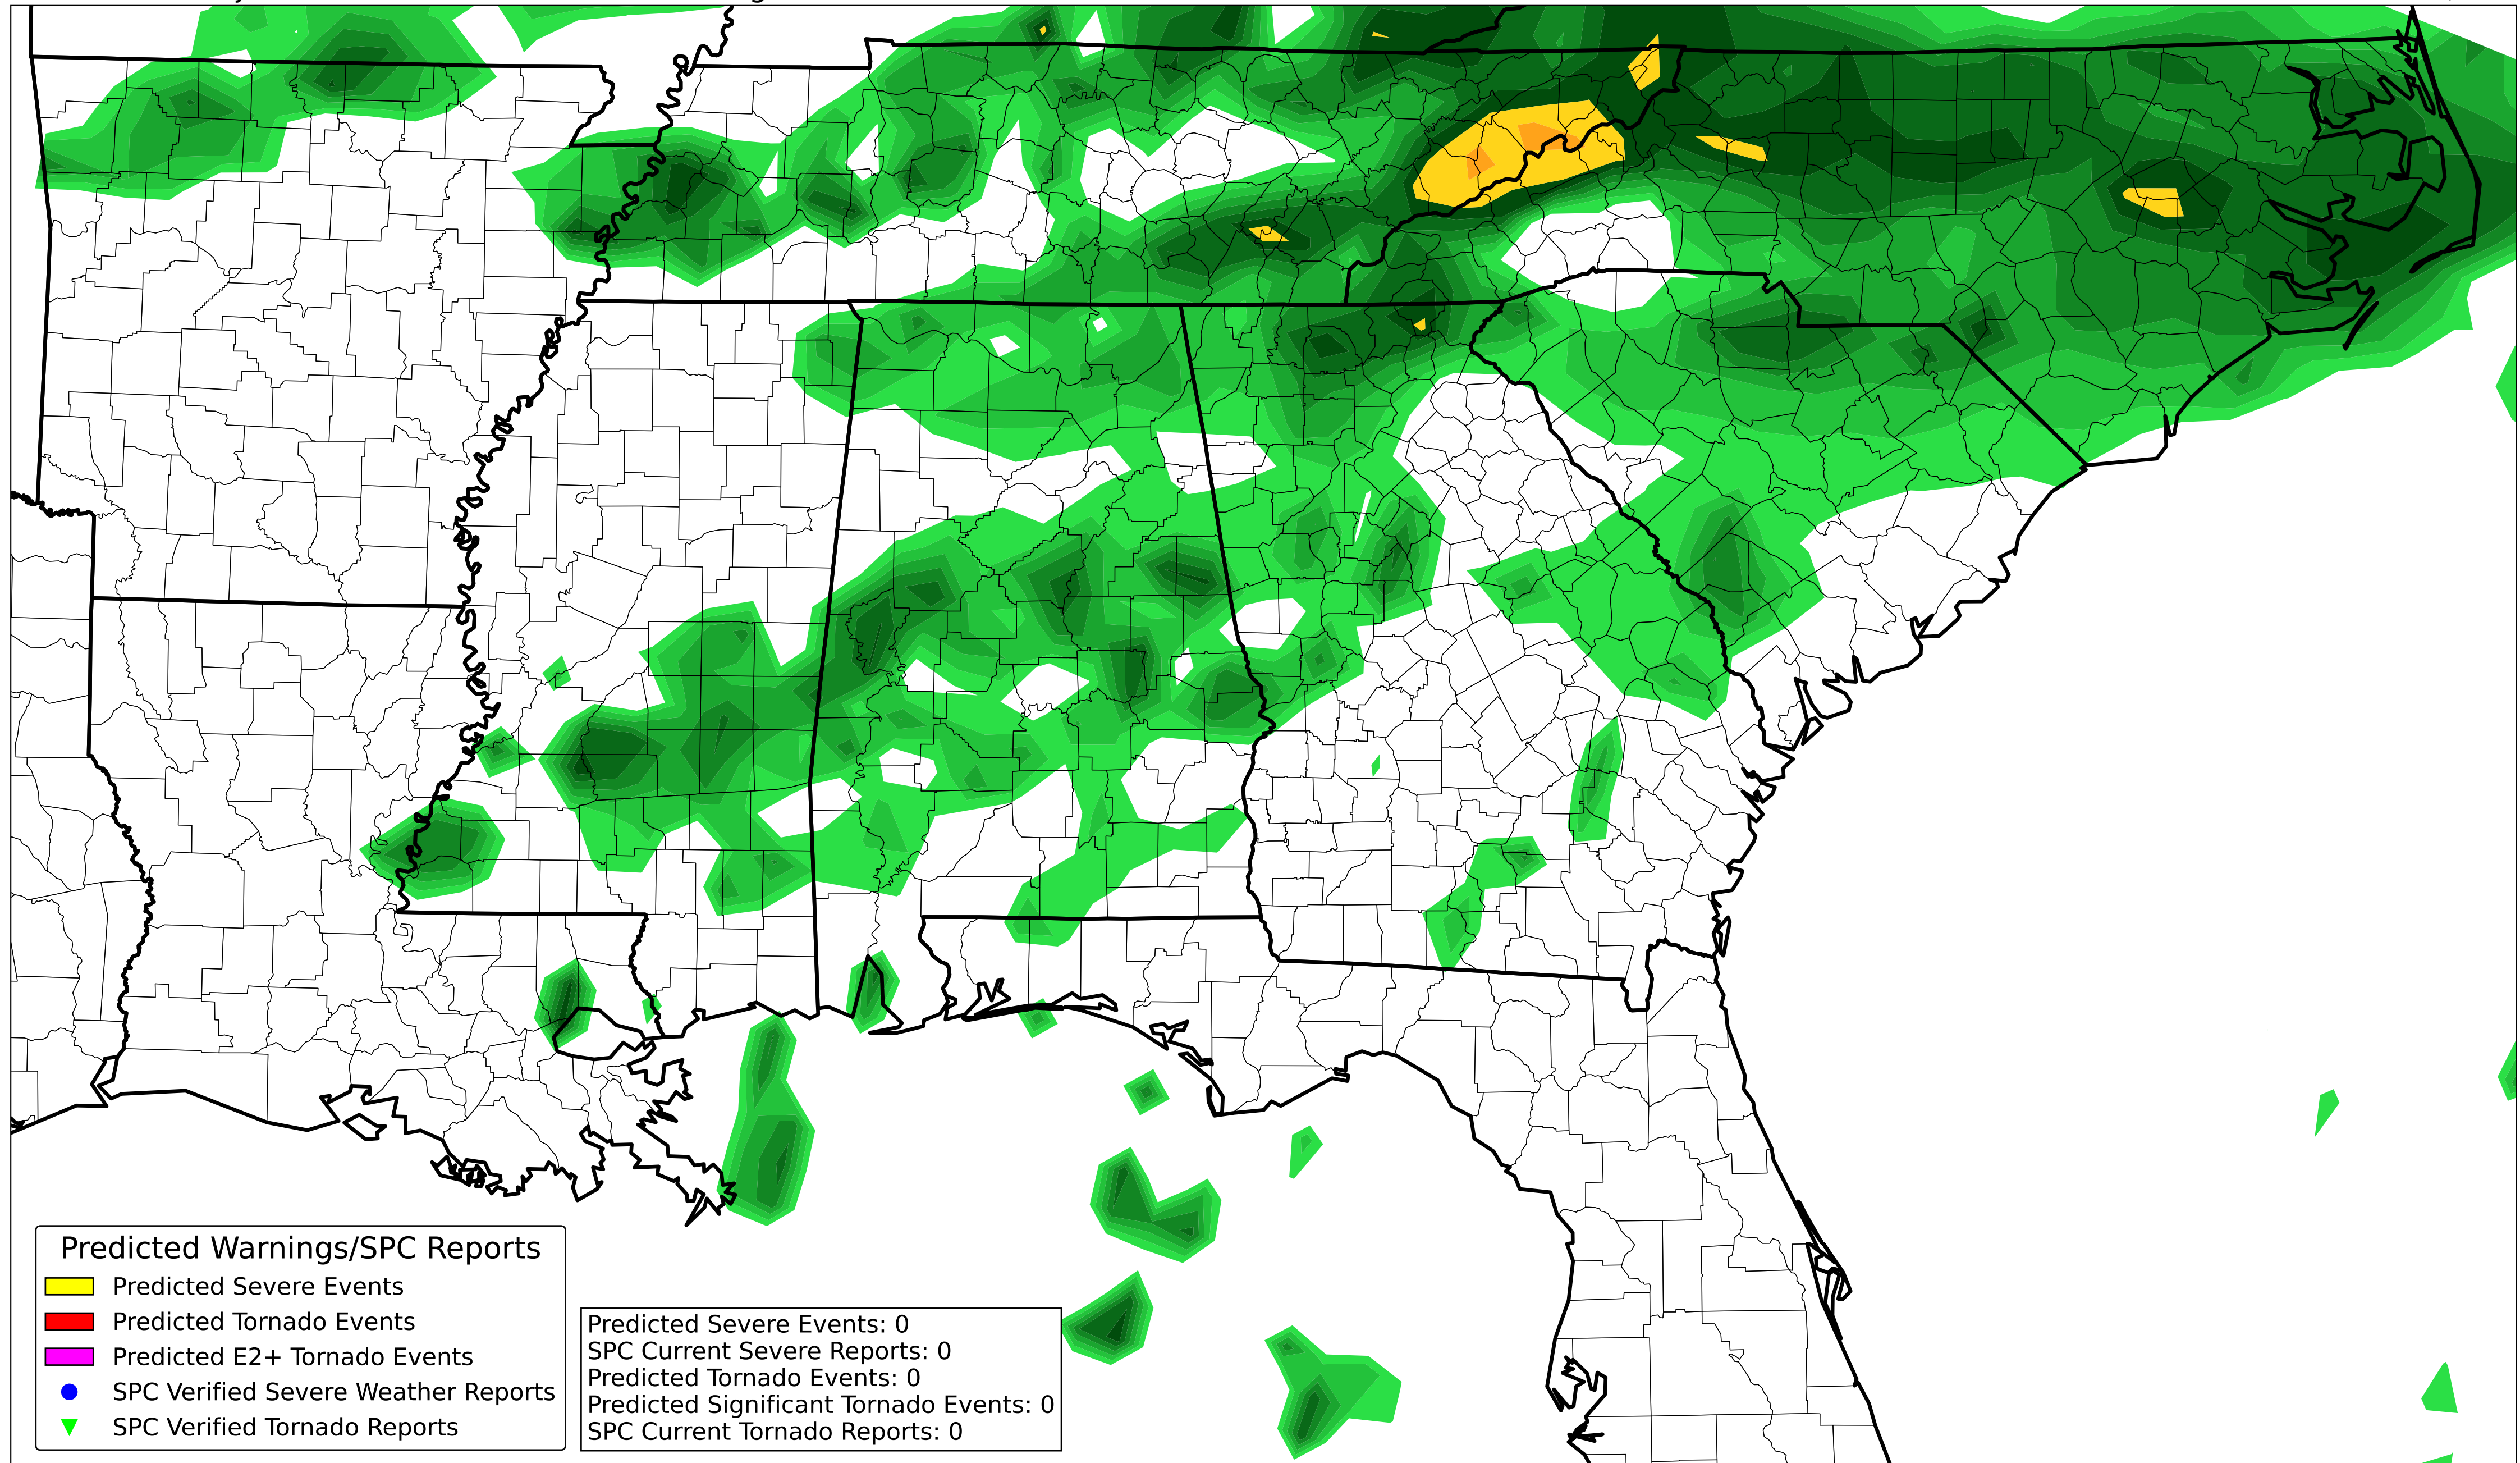 Predicted Warnings/SPC Reports
Predicted Severe Events
Predicted Tornado Events
Predicted E2+ Tornado Events
SPC Verified Severe Weather Reports
SPC Verified Tornado Reports
Predicted Severe Events: 0
SPC Current Severe Reports: 0
Predicted Tornado Events: 0
Predicted Significant Tornado Events: 0
SPC Current Tornado Reports: 0